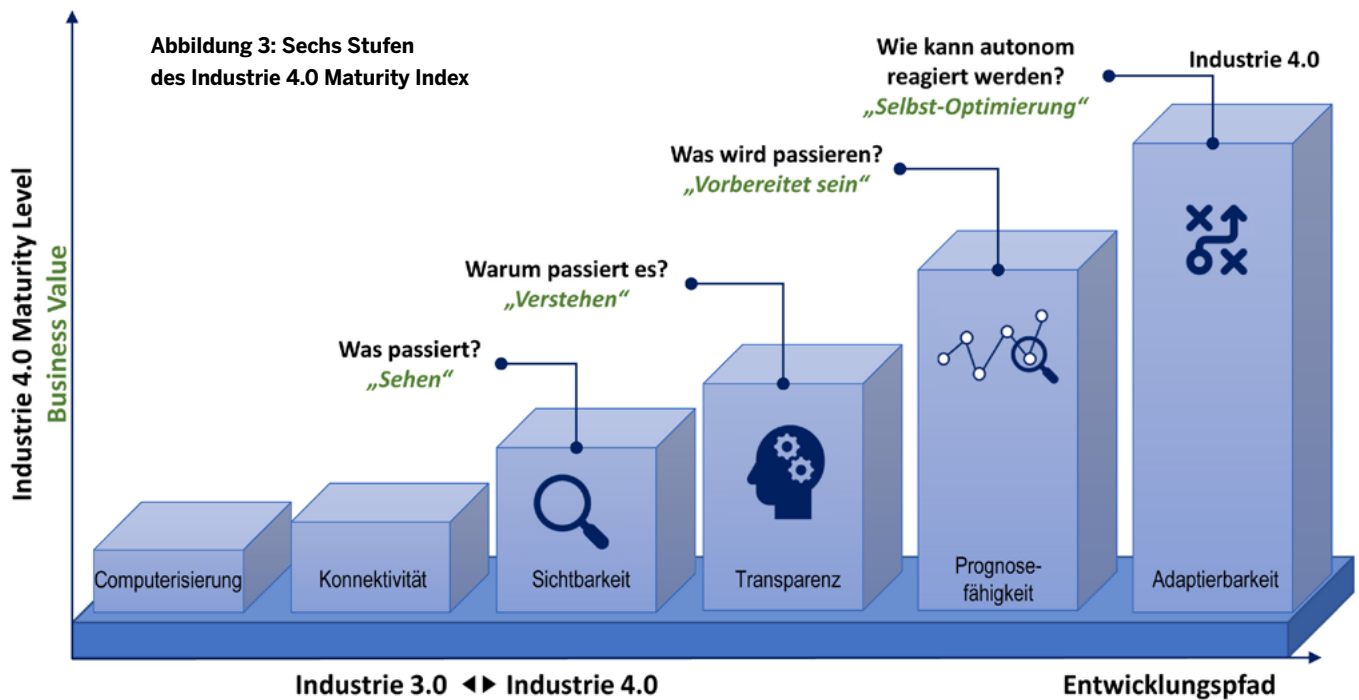 Abbildung 3: Sechs Stufen
des Industrie 4.0 Maturity Index
Industrie 4.0 Maturity Level
Business Value
Was passiert?
„Sehen“
Warum passiert es?
„Verstehen“
Was wird passieren?
„Vorbereitet sein“
Wie kann autonom
reagiert werden?
„Selbst-Optimierung“
Industrie 4.0
Computerisierung
Konnektivität
Sichtbarkeit
Transparenz
Prognose-
fähigkeit
Adaptierbarkeit
Industrie 3.0 ◄► Industrie 4.0
Entwicklungspfad